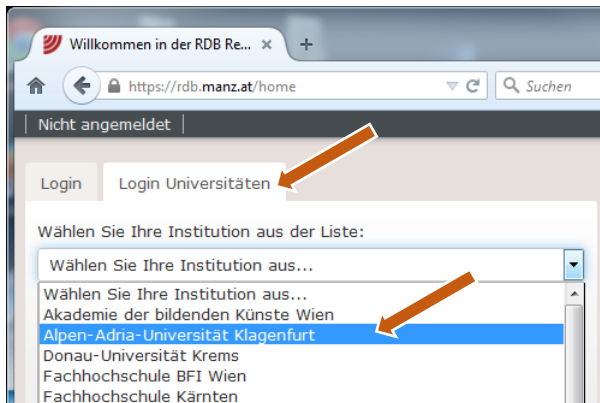 Willkommen in der RDB Re... × +
https://rdb.manz.at/home
Suchen
Nicht angemeldet
Login Login Universitäten
Wählen Sie Ihre Institution aus der Liste:
Wählen Sie Ihre Institution aus...
Wählen Sie Ihre Institution aus...
Akademie der bildenden Künste Wien
Alpen-Adria-Universität Klagenfurt
Donau-Universität Krems
Fachhochschule BFI Wien
Fachhochschule Kärnten